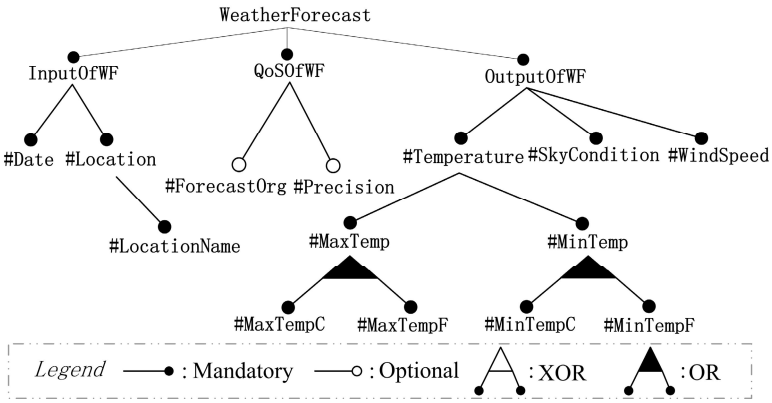 WeatherForecast
InputOfWF QoSOfWF OutputOfWF
#Date #Location #Temperature #SkyCondition #WindSpeed
#ForecastOrg #Precision
#LocationName #MaxTemp #MinTemp
#MaxTempC #MaxTempF #MinTempC #MinTempF
Legend : Mandatory : Optional : XOR : OR